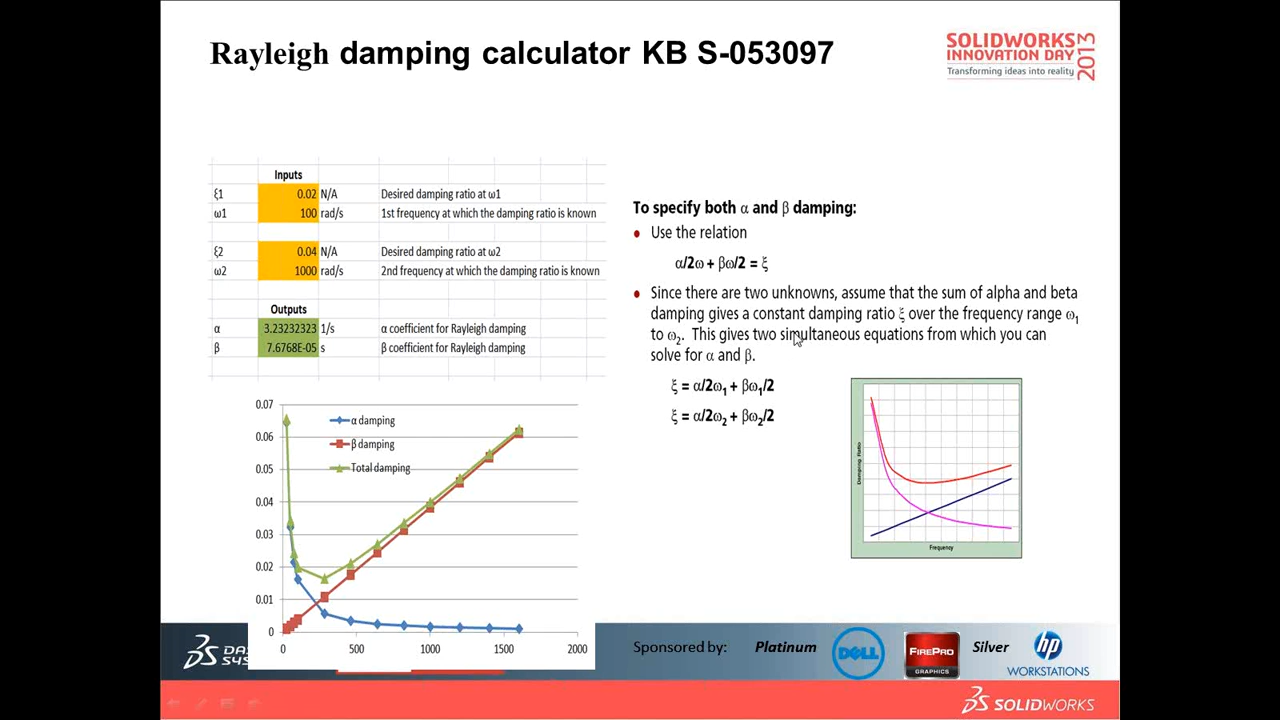 Rayleigh damping calculator KB S-053097
SOLIDWORKS
INNOVATION DAY
Transforming ideas into reality
2013
Inputs
ξ1 0.02 N/A Desired damping ratio at ω1
ω1 100 rad/s 1st frequency at which the damping ratio is known
ξ2 0.04 N/A Desired damping ratio at ω2
ω2 1000 rad/s 2nd frequency at which the damping ratio is known
Outputs
α 3.23232323 1/s α coefficient for Rayleigh damping
β 7.6768E-05 s β coefficient for Rayleigh damping
To specify both α and β damping:
• Use the relation
α/2ω + βω/2 = ξ
• Since there are two unknowns, assume that the sum of alpha and beta
damping gives a constant damping ratio ξ over the frequency range ω₁
to ω₂. This gives two simultaneous equations from which you can
solve for α and β.
ξ = α/2ω₁ + βω₁/2
ξ = α/2ω₂ + βω₂/2
0.07
0.06
0.05
0.04
0.03
0.02
0.01
0
0 500 1000 1500 2000
α damping
β damping
Total damping
Damping Ratio
Frequency
DAS
SYS
Sponsored by: Platinum DELL FIREPRO GRAPHICS Silver hp
WORKSTATIONS
SOLIDWORKS